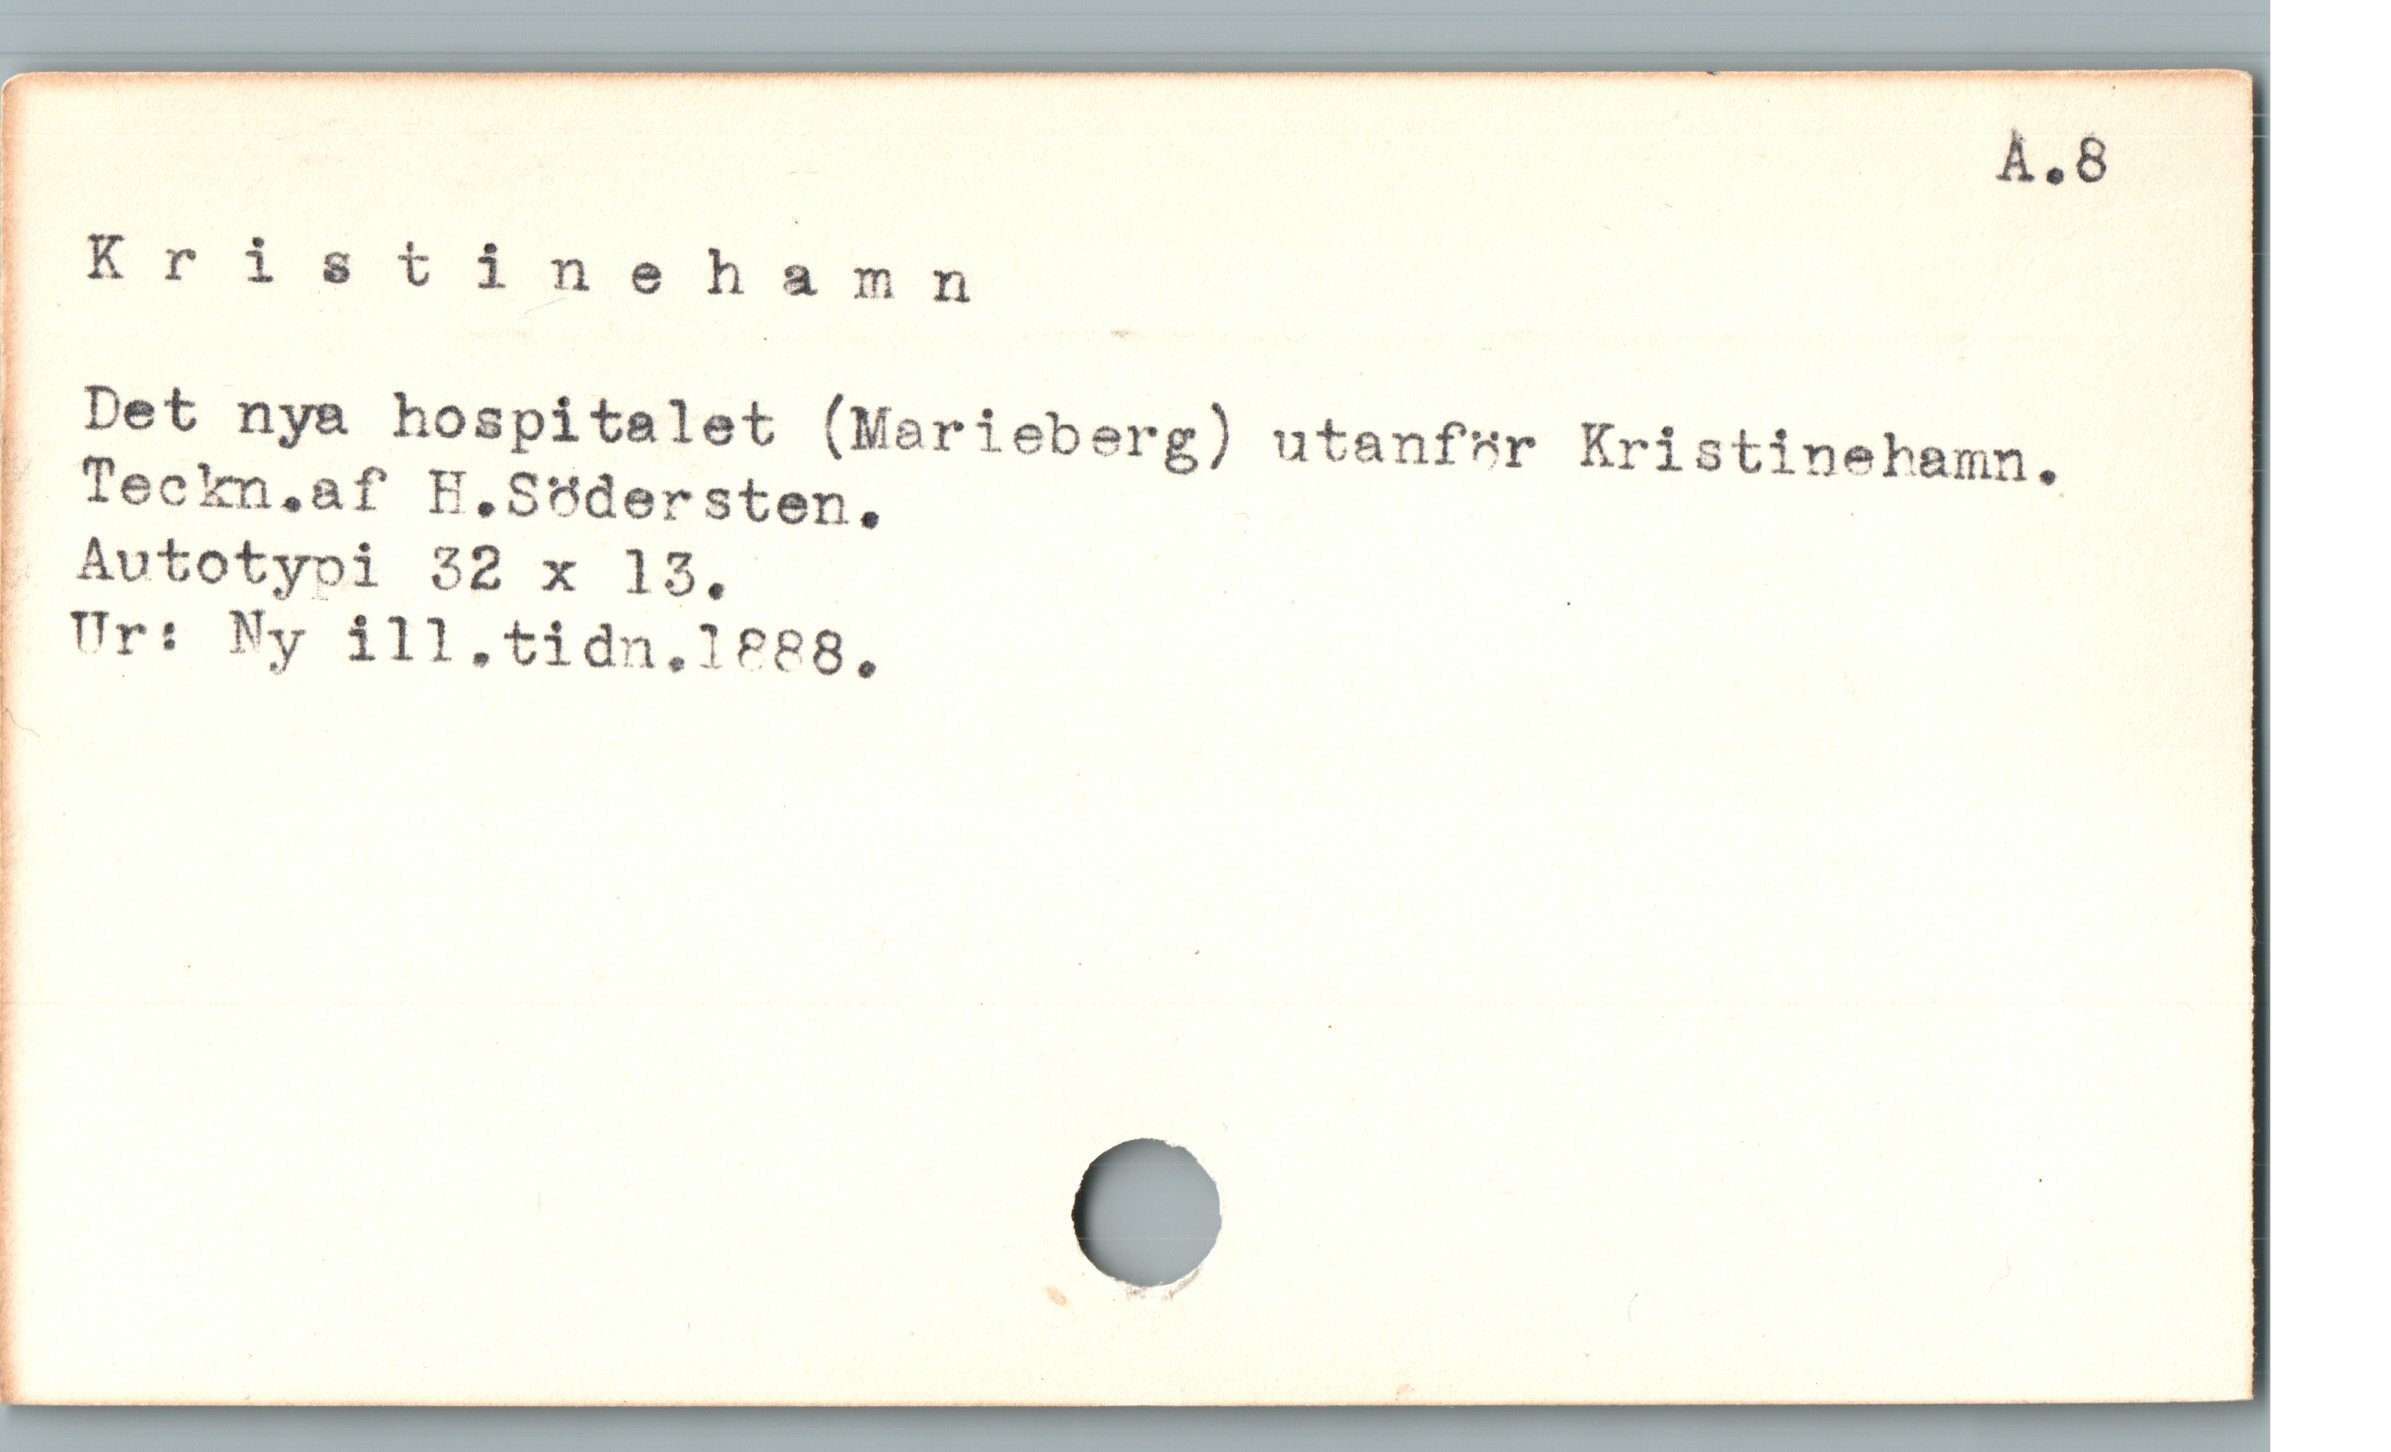 A.8
K r i s t i n e h a m n
Det nya hospitalet (Marieberg) utanför Kristinehamn.
Teckn.af H.Södersten.
Autotypi 32 x 13.
Ur: Ny ill.tidn.1888.